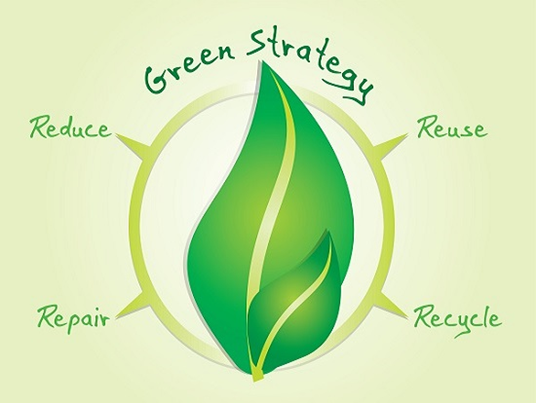 Green Strategy
Reduce
Reuse
Repair
Recycle